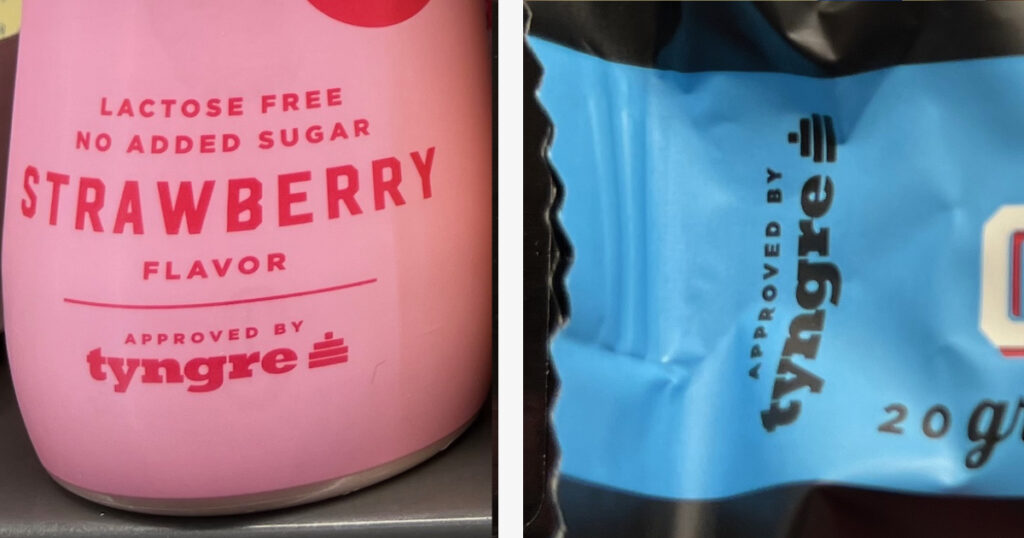 LACTOSE FREE
NO ADDED SUGAR
STRAWBERRY
FLAVOR
APPROVED BY
tyngre
APPROVED BY
tyngre
20